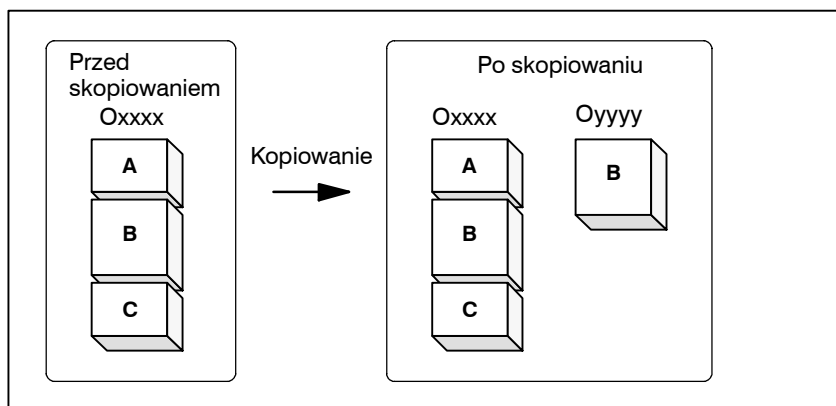 Przed
skopiowaniem
Oxxxx
A
B
C
Kopiowanie
Po skopiowaniu
Oxxxx
Oyyyy
A
B
C
B